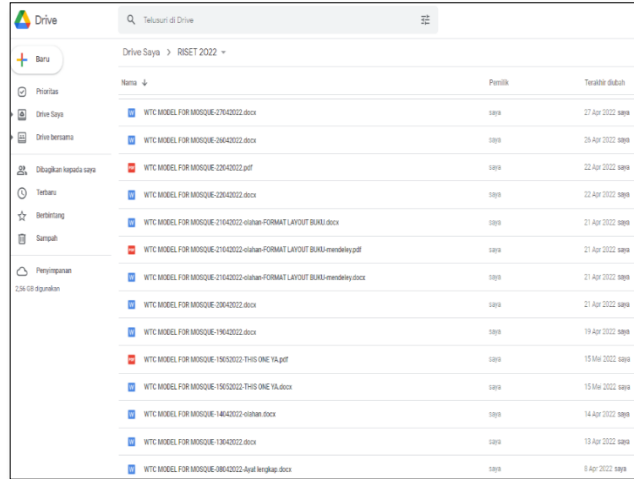 Drive
Telusuri di Drive
Baru
Prioritas
Drive Saya
Drive bersama
Dibagikan kepada saya
Terbaru
Berbintang
Sampah
Penyimpanan
2,56 GB digunakan
Drive Saya > RISET 2022
Nama Pemilik Terakhir diubah
WTC MODEL FOR MOSQUE-27042022.docx saya 27 Apr 2022 saya
WTC MODEL FOR MOSQUE-26042022.docx saya 26 Apr 2022 saya
WTC MODEL FOR MOSQUE-22042022.pdf saya 22 Apr 2022 saya
WTC MODEL FOR MOSQUE-22042022.docx saya 22 Apr 2022 saya
WTC MODEL FOR MOSQUE-21042022-olahan-FORMAT LAYOUT BUKU.docx saya 21 Apr 2022 saya
WTC MODEL FOR MOSQUE-21042022-olahan-FORMAT LAYOUT BUKU-mendeley.pdf saya 21 Apr 2022 saya
WTC MODEL FOR MOSQUE-21042022-olahan-FORMAT LAYOUT BUKU-mendeley.docx saya 21 Apr 2022 saya
WTC MODEL FOR MOSQUE-20042022.docx saya 21 Apr 2022 saya
WTC MODEL FOR MOSQUE-19042022.docx saya 19 Apr 2022 saya
WTC MODEL FOR MOSQUE-15052022-THIS ONE YA.pdf saya 15 Mei 2022 saya
WTC MODEL FOR MOSQUE-15052022-THIS ONE YA.docx saya 15 Mei 2022 saya
WTC MODEL FOR MOSQUE-14042022-olahan.docx saya 14 Apr 2022 saya
WTC MODEL FOR MOSQUE-13042022.docx saya 13 Apr 2022 saya
WTC MODEL FOR MOSQUE-08042022-Ayat lengkap.docx saya 8 Apr 2022 saya